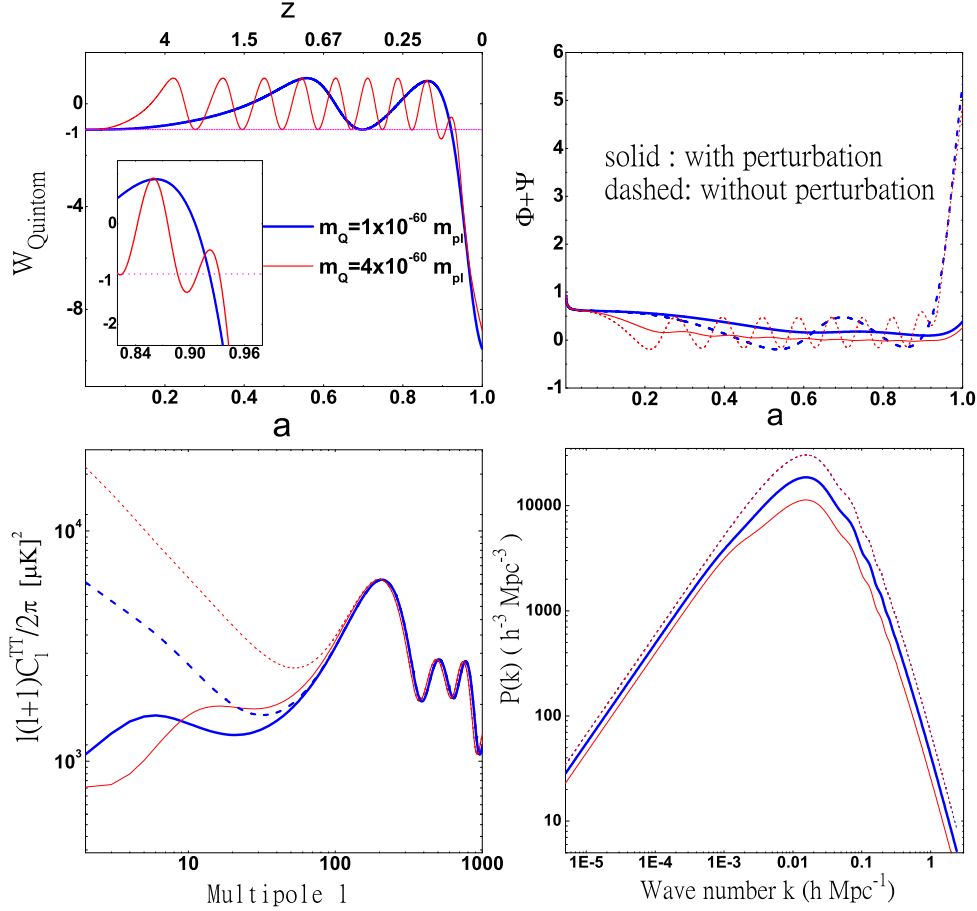 z
4 1.5 0.67 0.25 0
W_Quintom
0
-1
-4
-8
0
-1
-2
0.84 0.90 0.96
m_Q=1x10^-60 m_pl
m_Q=4x10^-60 m_pl
0.2 0.4 0.6 0.8 1.0
a
Φ+Ψ
6
5
4
3
2
1
0
-1
solid : with perturbation
dashed: without perturbation
0.0 0.2 0.4 0.6 0.8 1.0
a
l(l+1)C_l^TT/2π [μK]^2
10^4
10^3
10 100 1000
Multipole l
P(k) ( h^-3 Mpc^-3 )
10000
1000
100
10
1E-5 1E-4 1E-3 0.01 0.1 1
Wave number k (h Mpc^-1)